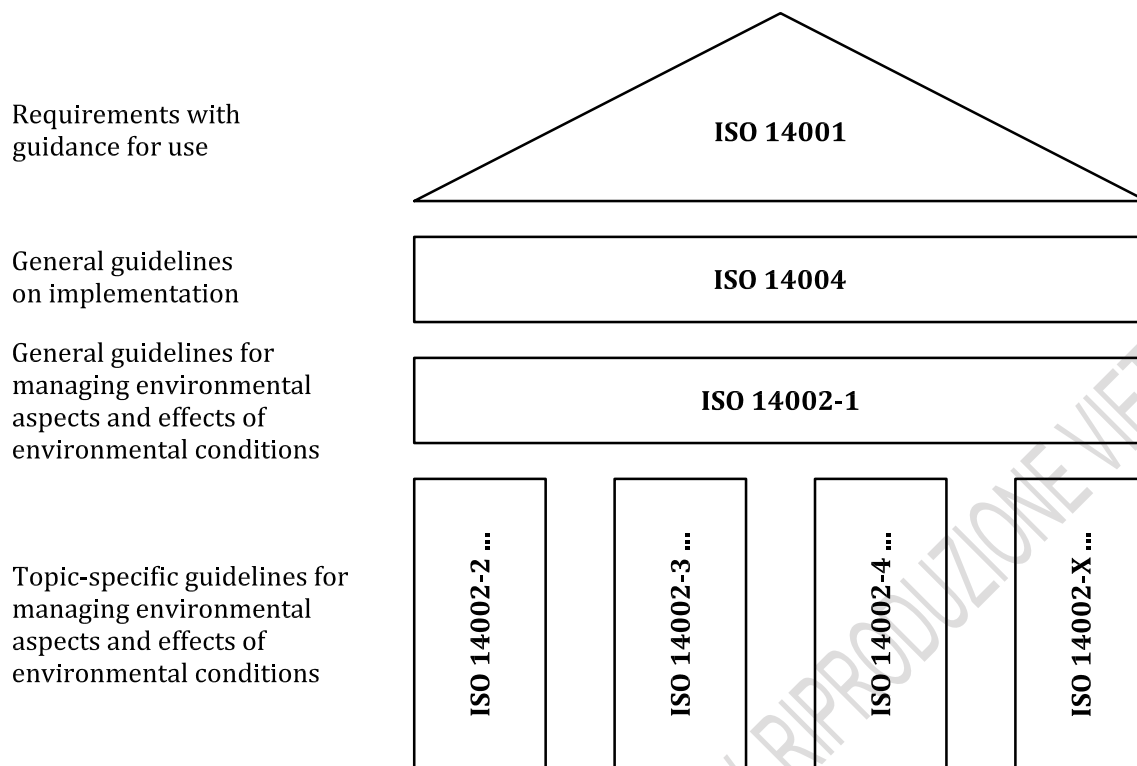 Requirements with
guidance for use
ISO 14001
General guidelines
on implementation
ISO 14004
General guidelines for
managing environmental
aspects and effects of
environmental conditions
ISO 14002-1
Topic-specific guidelines for
managing environmental
aspects and effects of
environmental conditions
ISO 14002-2 ...
ISO 14002-3 ...
ISO 14002-4 ...
ISO 14002-X ...
RIPRODUZIONE